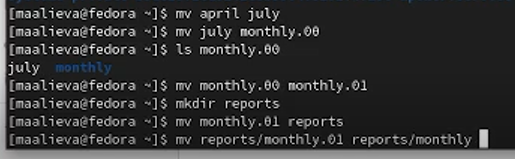 [maalieva@fedora ~]$ mv april july
[maalieva@fedora ~]$ mv july monthly.00
[maalieva@fedora ~]$ ls monthly.00
july  monthly
[maalieva@fedora ~]$ mv monthly.00 monthly.01
[maalieva@fedora ~]$ mkdir reports
[maalieva@fedora ~]$ mv monthly.01 reports
[maalieva@fedora ~]$ mv reports/monthly.01 reports/monthly